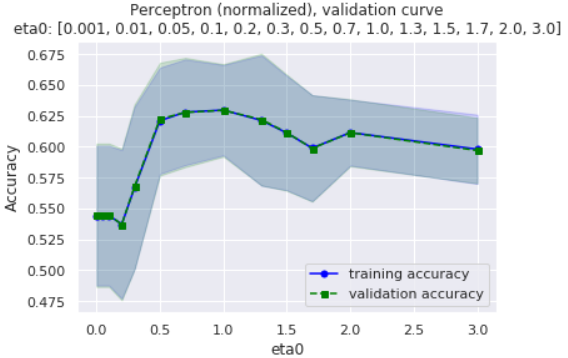 Perceptron (normalized), validation curve
eta0: [0.001, 0.01, 0.05, 0.1, 0.2, 0.3, 0.5, 0.7, 1.0, 1.3, 1.5, 1.7, 2.0, 3.0]
0.675
0.650
0.625
0.600
0.575
0.550
0.525
0.500
0.475
Accuracy
training accuracy
validation accuracy
0.0 0.5 1.0 1.5 2.0 2.5 3.0
eta0